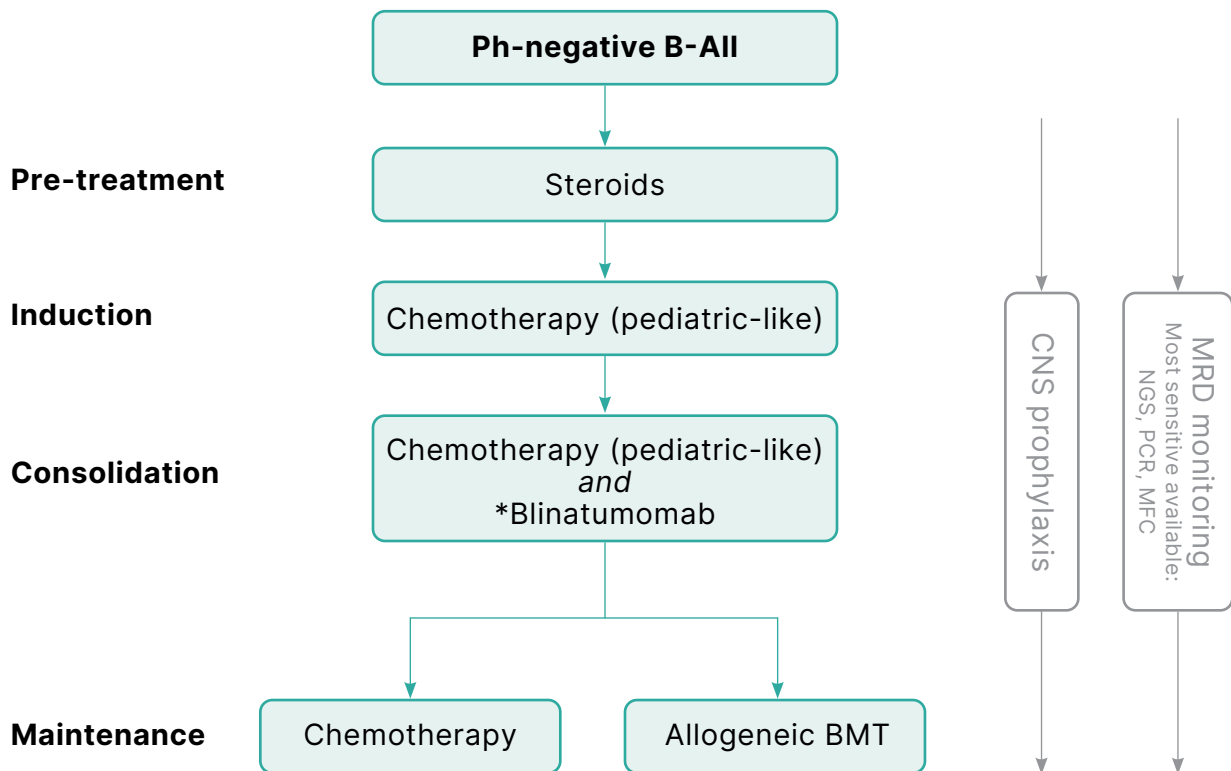 Ph-negative B-All
Pre-treatment
Steroids
Induction
Chemotherapy (pediatric-like)
Consolidation
Chemotherapy (pediatric-like)
and
*Blinatumomab
Maintenance
Chemotherapy
Allogeneic BMT
CNS prophylaxis
MRD monitoring
Most sensitive available:
NGS, PCR, MFC